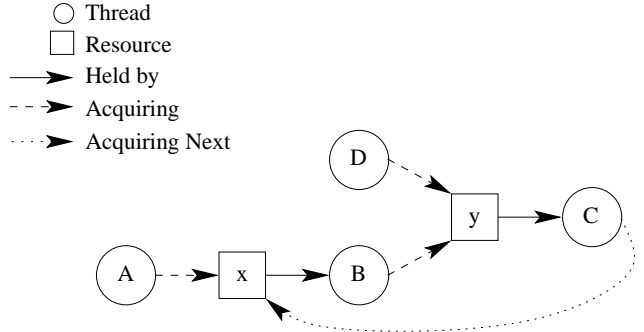 Thread
Resource
Held by
Acquiring
Acquiring Next
D
y
C
A
x
B